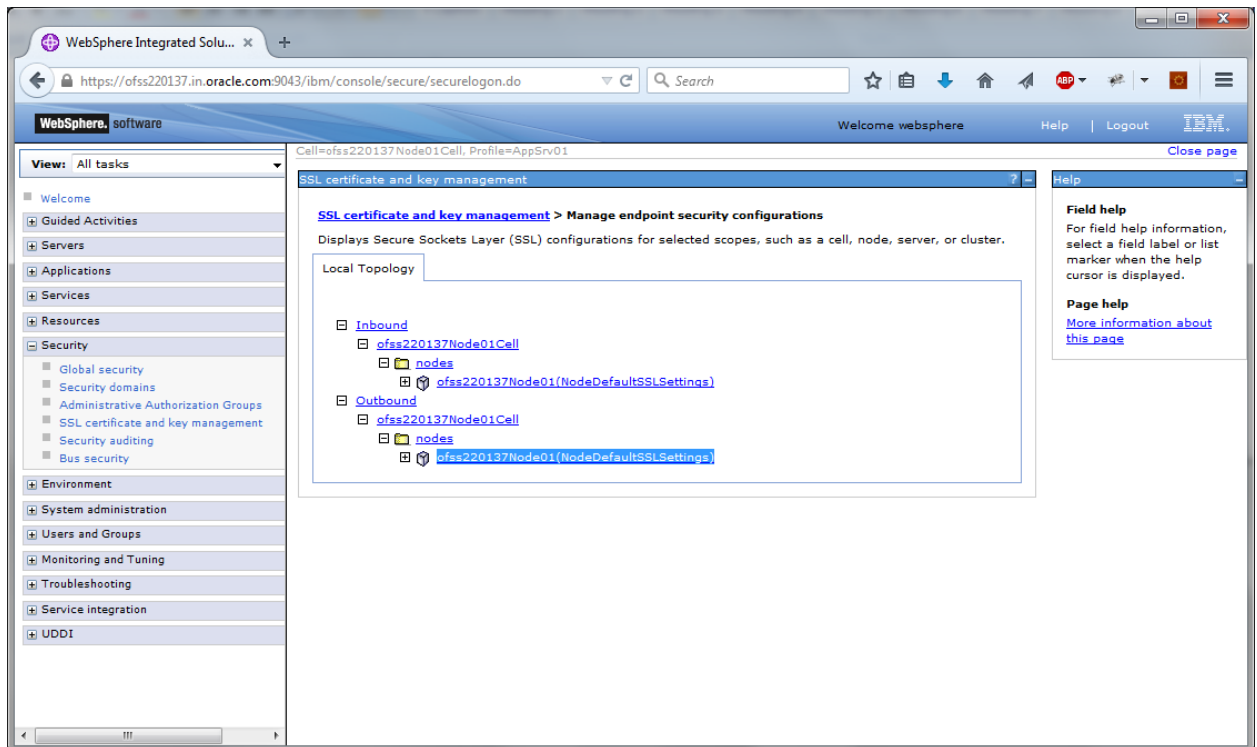 WebSphere Integrated Solu...
https://ofss220137.in.oracle.com:9043/ibm/console/secure/securelogon.do
Search
ABP
WebSphere. software
Welcome websphere
Help | Logout
IBM.
View: All tasks
Cell=ofss220137Node01Cell, Profile=AppSrv01
Close page
Welcome
Guided Activities
Servers
Applications
Services
Resources
Security
Global security
Security domains
Administrative Authorization Groups
SSL certificate and key management
Security auditing
Bus security
Environment
System administration
Users and Groups
Monitoring and Tuning
Troubleshooting
Service integration
UDDI
SSL certificate and key management
SSL certificate and key management > Manage endpoint security configurations
Displays Secure Sockets Layer (SSL) configurations for selected scopes, such as a cell, node, server, or cluster.
Local Topology
Inbound
ofss220137Node01Cell
nodes
ofss220137Node01(NodeDefaultSSLSettings)
Outbound
ofss220137Node01Cell
nodes
ofss220137Node01(NodeDefaultSSLSettings)
Help
Field help
For field help information,
select a field label or list
marker when the help
cursor is displayed.
Page help
More information about
this page